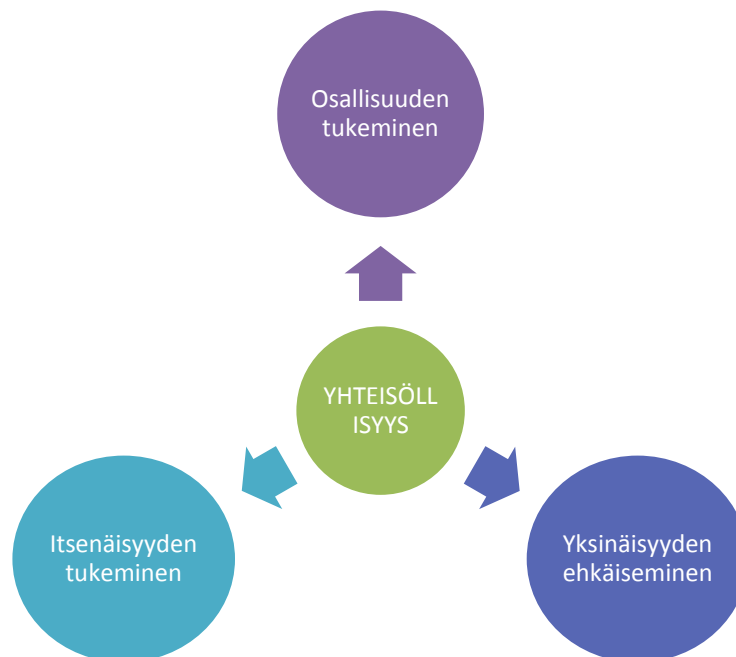 Osallisuuden
tukeminen
YHTEISÖLL
ISYYS
Itsenäisyyden
tukeminen
Yksinäisyyden
ehkäiseminen